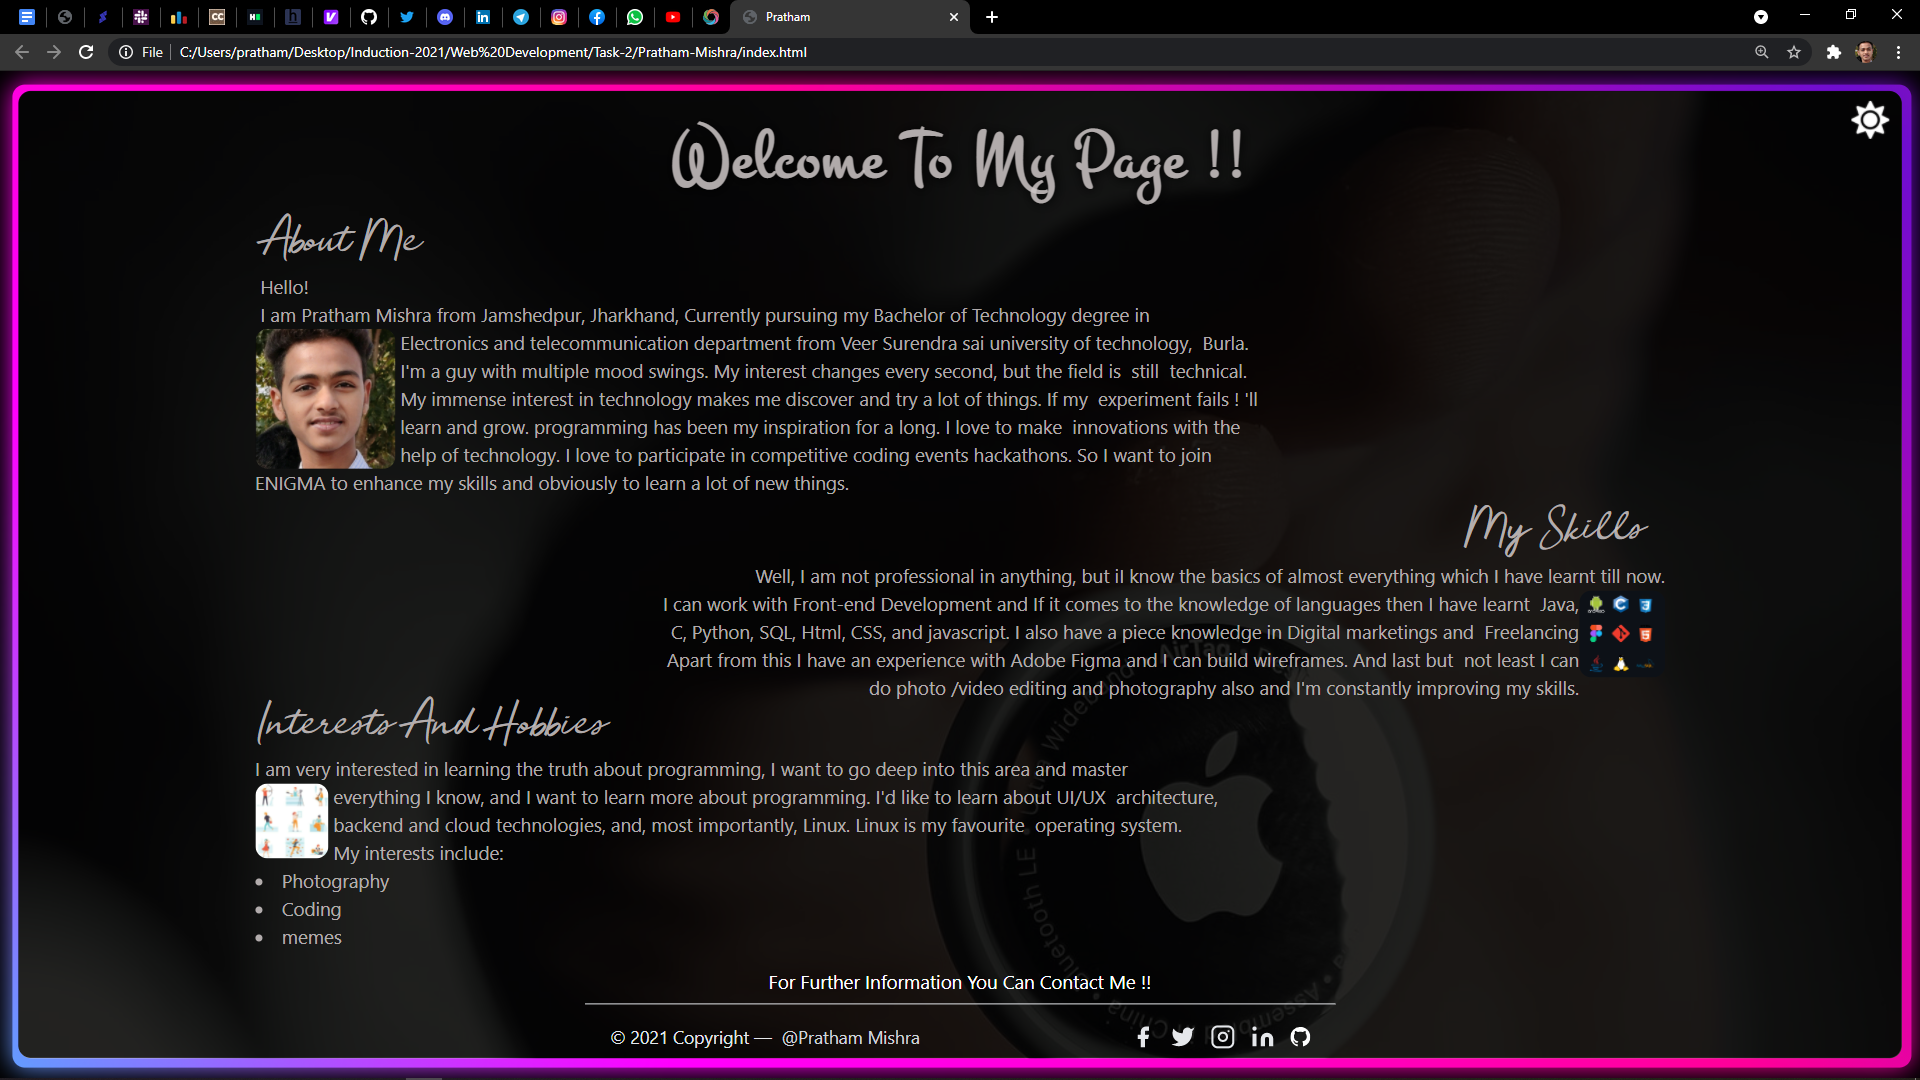 Pratham
File
C:/Users/pratham/Desktop/Induction-2021/Web%20Development/Task-2/Pratham-Mishra/index.html
Welcome To My Page !!
About Me
Hello!
I am Pratham Mishra from Jamshedpur, Jharkhand, Currently pursuing my Bachelor of Technology degree in
Electronics and telecommunication department from Veer Surendra sai university of technology, Burla.
I'm a guy with multiple mood swings. My interest changes every second, but the field is still technical.
My immense interest in technology makes me discover and try a lot of things. If my experiment fails ! 'll
learn and grow. programming has been my inspiration for a long. I love to make innovations with the
help of technology. I love to participate in competitive coding events hackathons. So I want to join
ENIGMA to enhance my skills and obviously to learn a lot of new things.
My Skills
Well, I am not professional in anything, but iI know the basics of almost everything which I have learnt till now.
I can work with Front-end Development and If it comes to the knowledge of languages then I have learnt Java,
C, Python, SQL, Html, CSS, and javascript. I also have a piece knowledge in Digital marketings and Freelancing
Apart from this I have an experience with Adobe Figma and I can build wireframes. And last but not least I can
do photo /video editing and photography also and I'm constantly improving my skills.
Interests And Hobbies
I am very interested in learning the truth about programming, I want to go deep into this area and master
everything I know, and I want to learn more about programming. I'd like to learn about UI/UX architecture,
backend and cloud technologies, and, most importantly, Linux. Linux is my favourite operating system.
My interests include:
• Photography
• Coding
• memes
AirTag
Bluetooth LE
For Further Information You Can Contact Me !!
© 2021 Copyright — @Pratham Mishra